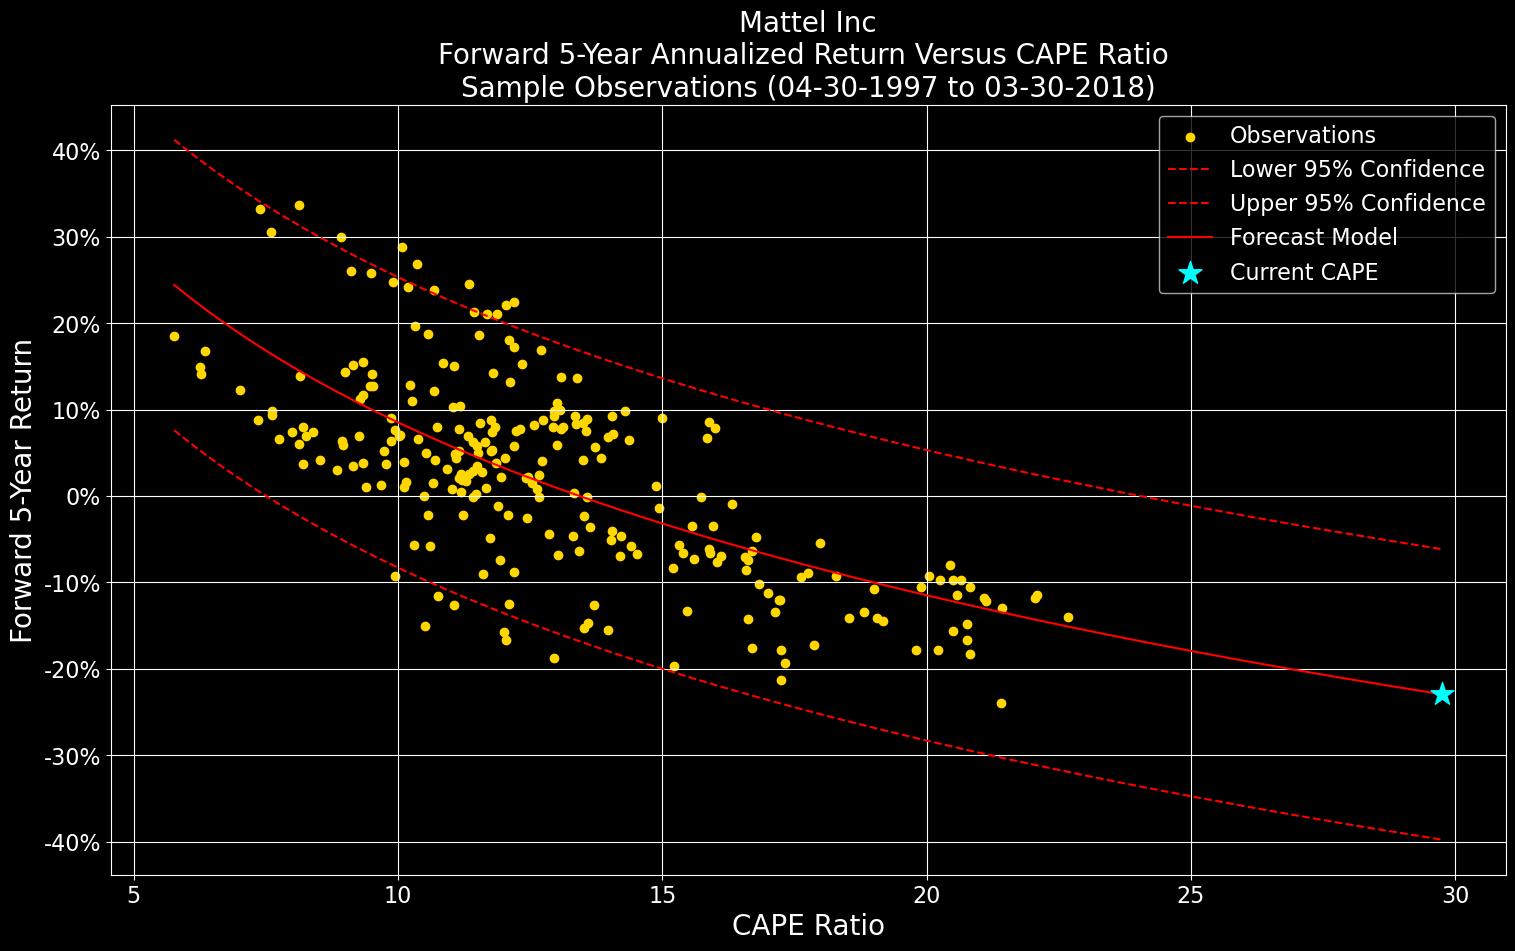 Mattel Inc
Forward 5-Year Annualized Return Versus CAPE Ratio
Sample Observations (04-30-1997 to 03-30-2018)
Observations
Lower 95% Confidence
Upper 95% Confidence
Forecast Model
Current CAPE
Forward 5-Year Return
40%
30%
20%
10%
0%
-10%
-20%
-30%
-40%
5 10 15 20 25 30
CAPE Ratio